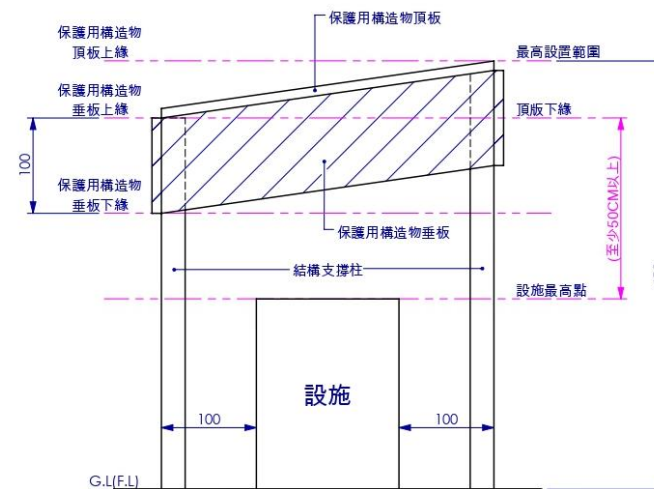 保護用構造物
頂板上緣
保護用構造物頂板
最高設置範圍
保護用構造物
垂板上緣
頂版下緣
100
保護用構造物
垂板下緣
保護用構造物垂板
(至少50CM以上)
結構支撐柱
設施最高點
設施
100
100
G.L(F.L)